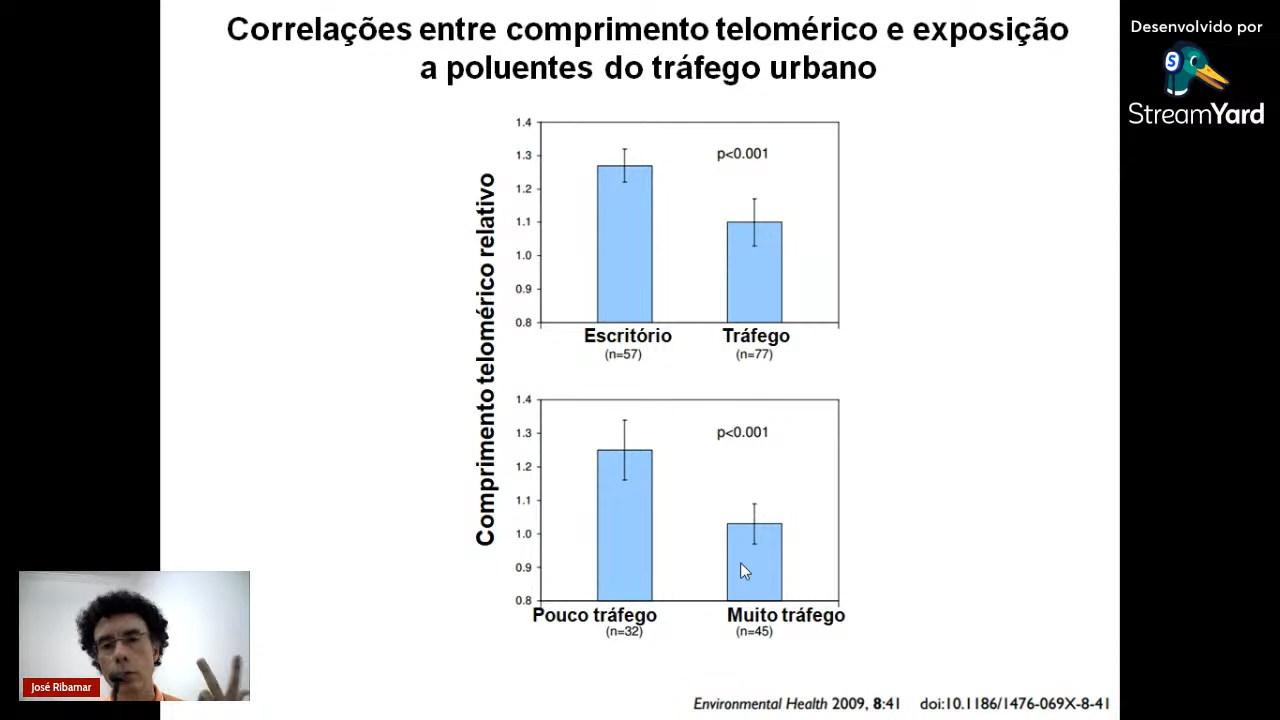 Correlações entre comprimento telomérico e exposição
a poluentes do tráfego urbano
Desenvolvido por
S
StreamYard
Comprimento telomérico relativo
1.4
1.3
1.2
1.1
1.0
0.9
0.8
p<0.001
Escritório
Tráfego
(n=57)
(n=77)
1.4
1.3
1.2
1.1
1.0
0.9
0.8
p<0.001
Pouco tráfego
Muito tráfego
(n=32)
(n=45)
José Ribamar
Environmental Health 2009, 8:41 doi:10.1186/1476-069X-8-41